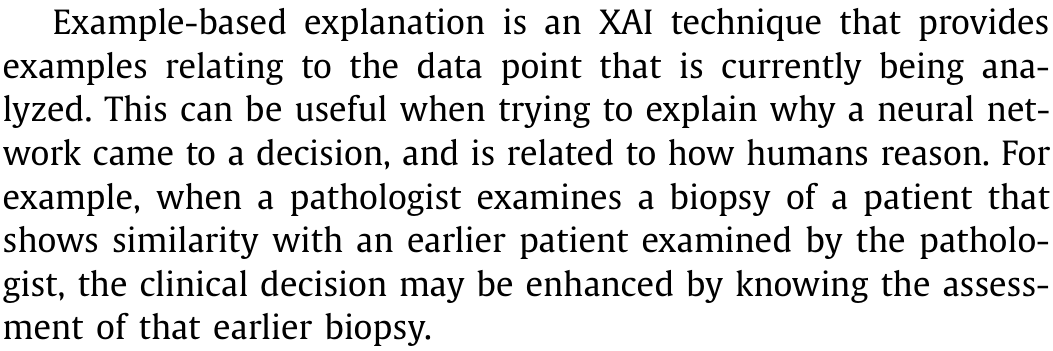 Example-based explanation is an XAI technique that provides
examples relating to the data point that is currently being ana-
lyzed. This can be useful when trying to explain why a neural net-
work came to a decision, and is related to how humans reason. For
example, when a pathologist examines a biopsy of a patient that
shows similarity with an earlier patient examined by the patholo-
gist, the clinical decision may be enhanced by knowing the assess-
ment of that earlier biopsy.